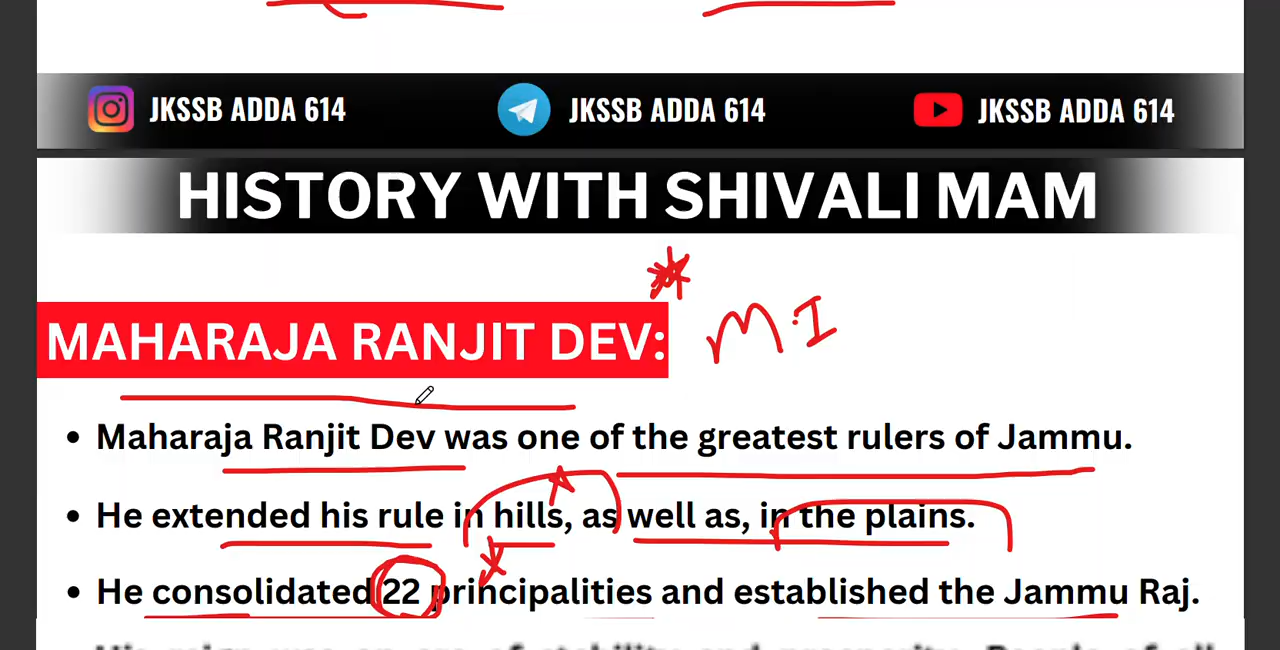 JKSSB ADDA 614 JKSSB ADDA 614 JKSSB ADDA 614
HISTORY WITH SHIVALI MAM
MAHARAJA RANJIT DEV: M.I
• Maharaja Ranjit Dev was one of the greatest rulers of Jammu.
• He extended his rule in hills, as well as, in the plains.
• He consolidated 22 principalities and established the Jammu Raj.